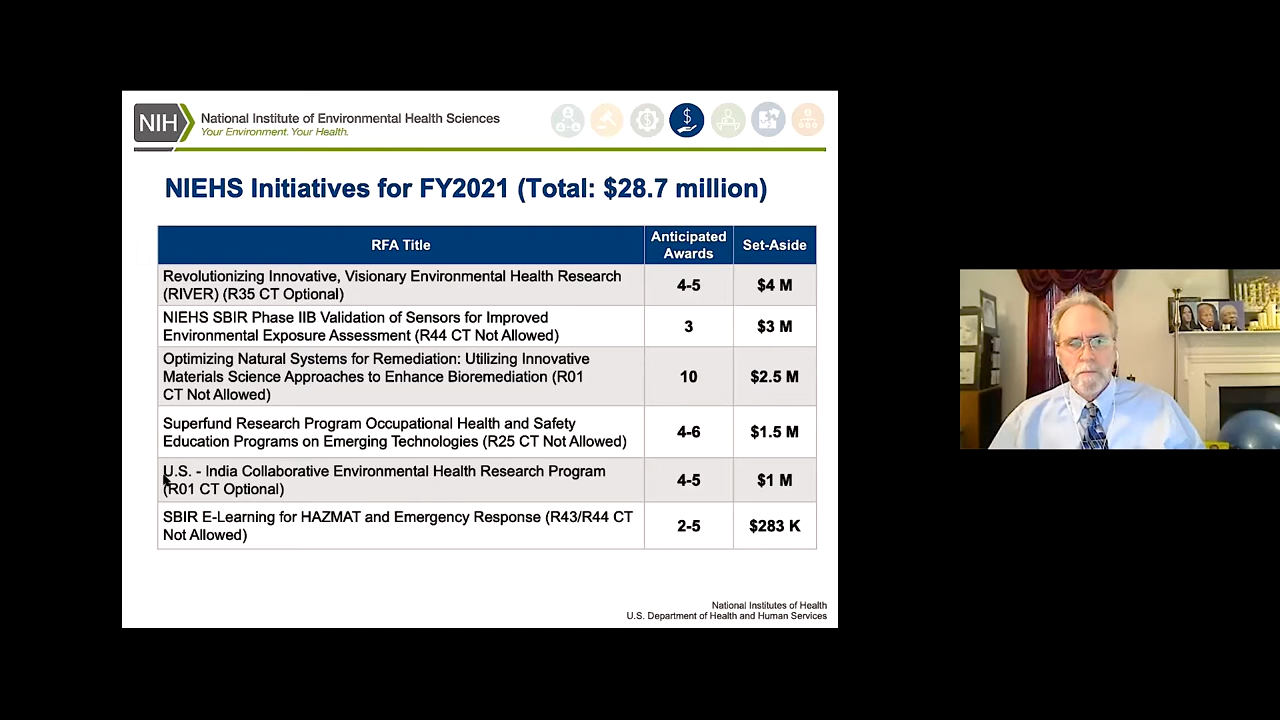 NIH
National Institute of Environmental Health Sciences
Your Environment. Your Health.
NIEHS Initiatives for FY2021 (Total: $28.7 million)
RFA Title
Anticipated
Awards
Set-Aside
Revolutionizing Innovative, Visionary Environmental Health Research
(RIVER) (R35 CT Optional)
4-5
$4 M
NIEHS SBIR Phase IIB Validation of Sensors for Improved
Environmental Exposure Assessment (R44 CT Not Allowed)
3
$3 M
Optimizing Natural Systems for Remediation: Utilizing Innovative
Materials Science Approaches to Enhance Bioremediation (R01
CT Not Allowed)
10
$2.5 M
Superfund Research Program Occupational Health and Safety
Education Programs on Emerging Technologies (R25 CT Not Allowed)
4-6
$1.5 M
U.S. - India Collaborative Environmental Health Research Program
(R01 CT Optional)
4-5
$1 M
SBIR E-Learning for HAZMAT and Emergency Response (R43/R44 CT
Not Allowed)
2-5
$283 K
National Institutes of Health
U.S. Department of Health and Human Services